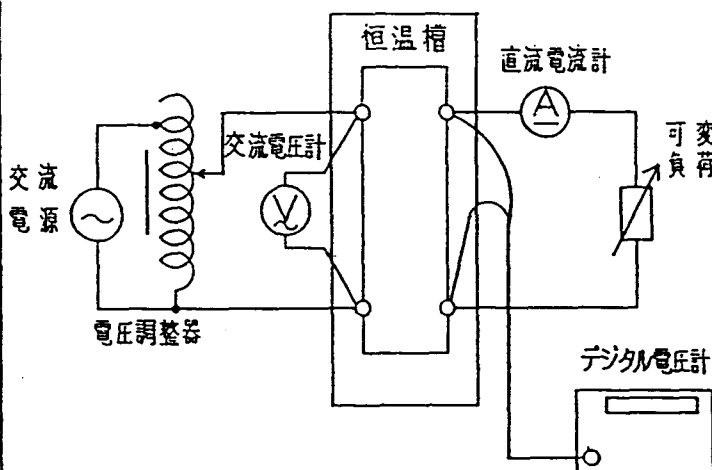 恒温槽
直流電流計
A
可変
負荷
交流電圧計
V
交流
電源
電圧調整器
デジタル電圧計